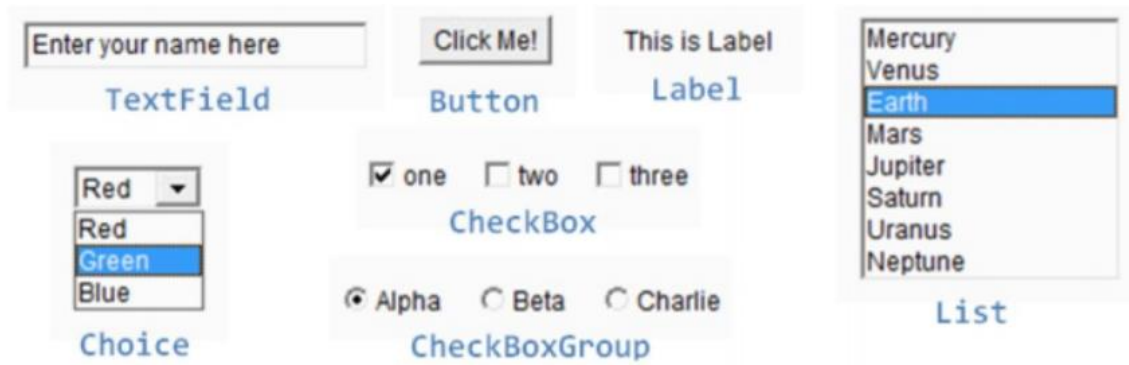 Enter your name here
TextField
Click Me!
Button
This is Label
Label
Mercury
Venus
Earth
Mars
Jupiter
Saturn
Uranus
Neptune
List
Red
Red
Green
Blue
Choice
one two three
CheckBox
Alpha Beta Charlie
CheckBoxGroup